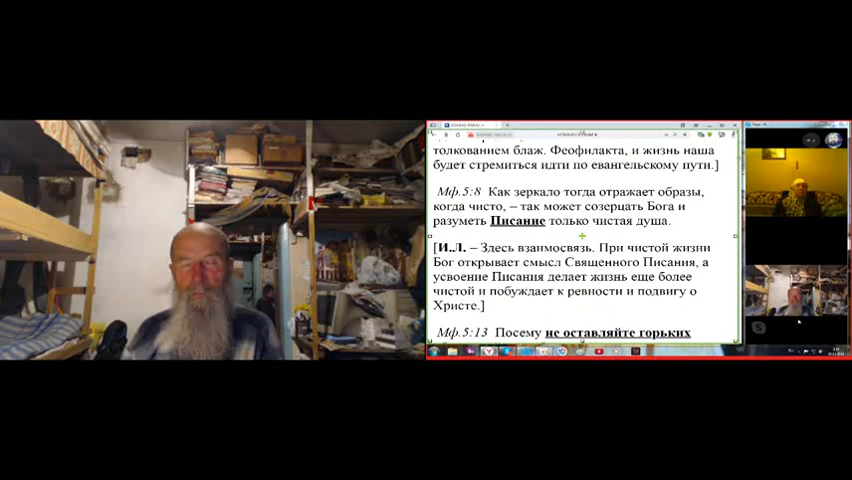 толкованием блаж. Феофилакта, и жизнь наша
будет стремиться идти по евангельскому пути.]
Мф.5:8 Как зеркало тогда отражает образы,
когда чисто, – так может созерцать Бога и
разуметь Писание только чистая душа.
[И.Л. – Здесь взаимосвязь. При чистой жизни
Бог открывает смысл Священного Писания, а
усвоение Писания делает жизнь еще более
чистой и побуждает к ревности и подвигу о
Христе.]
Мф.5:13 Посему не оставляйте горьких